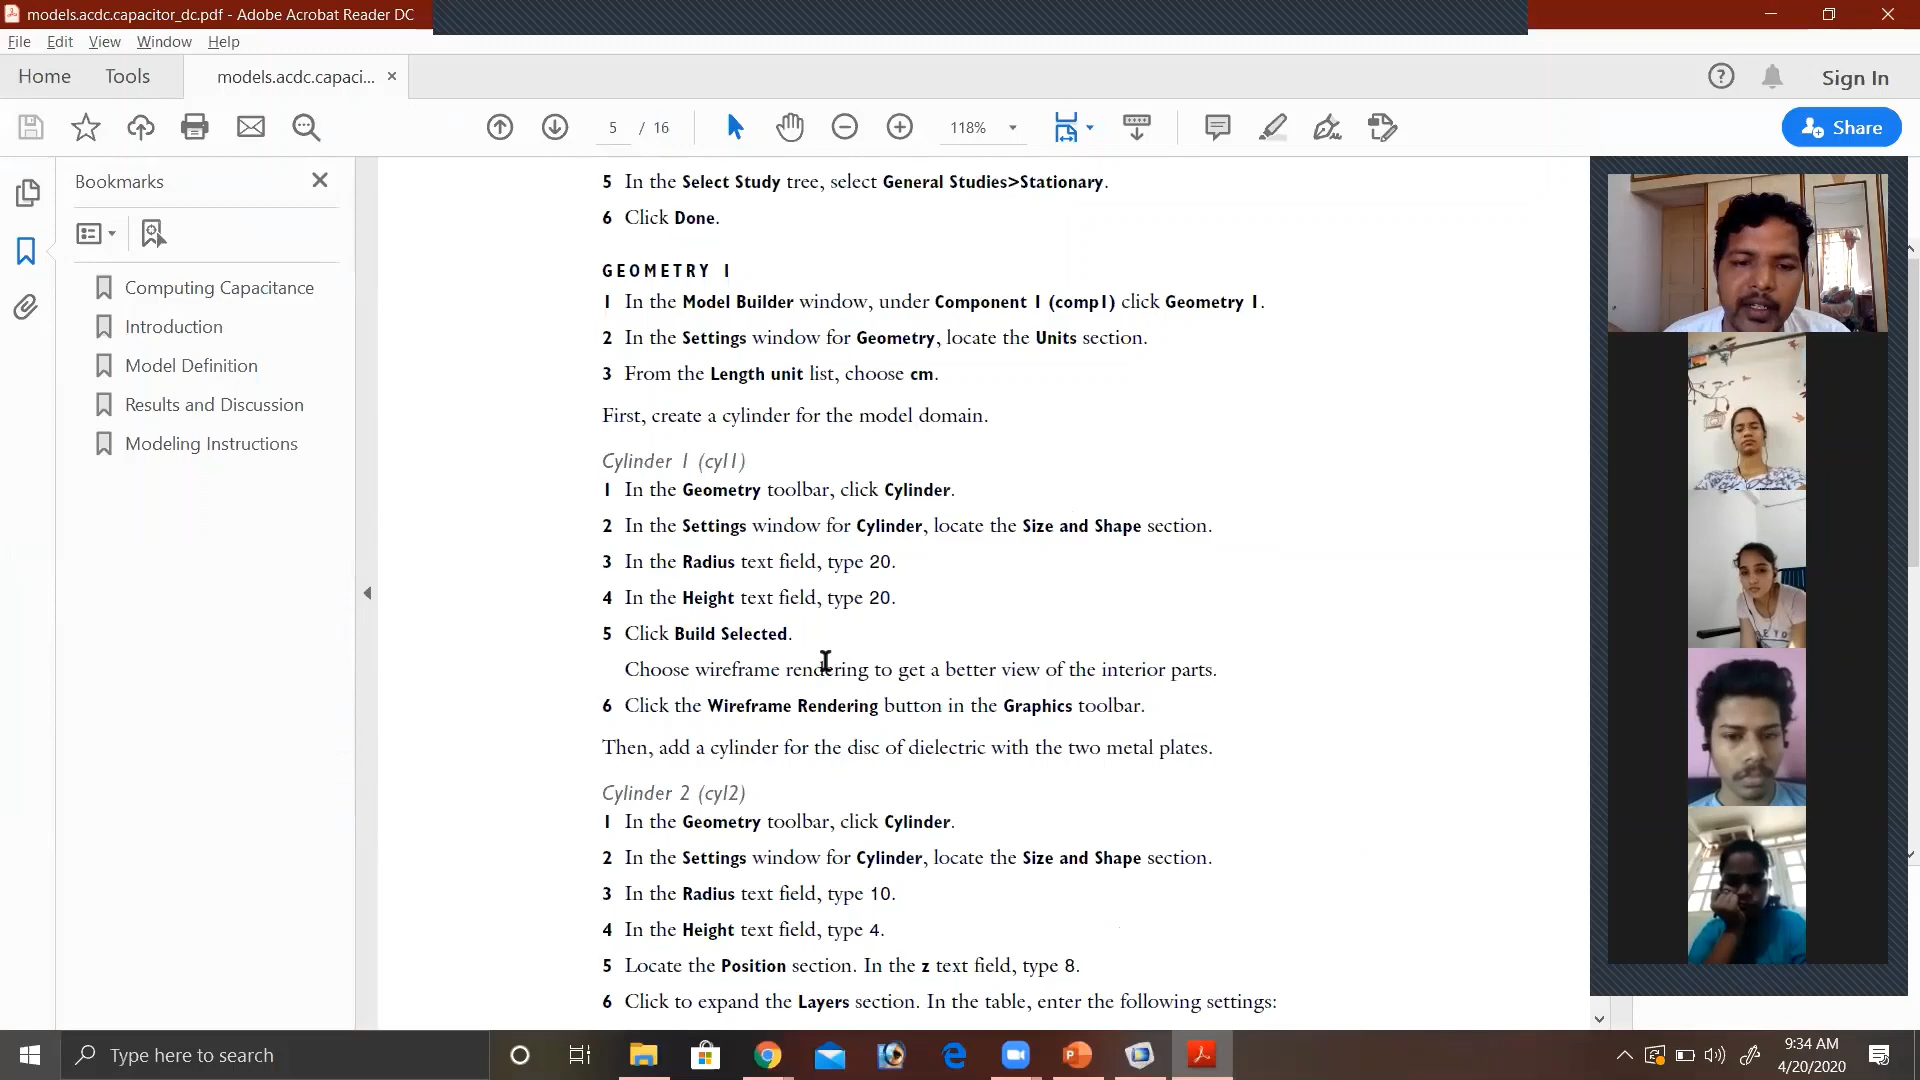 models.acdc.capacitor_dc.pdf - Adobe Acrobat Reader DC
File Edit View Window Help
Home Tools models.acdc.capaci... × Sign In
5 / 16 118% Share
Bookmarks
Computing Capacitance
Introduction
Model Definition
Results and Discussion
Modeling Instructions
5 In the Select Study tree, select General Studies>Stationary.
6 Click Done.
GEOMETRY 1
1 In the Model Builder window, under Component 1 (comp1) click Geometry 1.
2 In the Settings window for Geometry, locate the Units section.
3 From the Length unit list, choose cm.
First, create a cylinder for the model domain.
Cylinder 1 (cyl1)
1 In the Geometry toolbar, click Cylinder.
2 In the Settings window for Cylinder, locate the Size and Shape section.
3 In the Radius text field, type 20.
4 In the Height text field, type 20.
5 Click Build Selected.
Choose wireframe rendering to get a better view of the interior parts.
6 Click the Wireframe Rendering button in the Graphics toolbar.
Then, add a cylinder for the disc of dielectric with the two metal plates.
Cylinder 2 (cyl2)
1 In the Geometry toolbar, click Cylinder.
2 In the Settings window for Cylinder, locate the Size and Shape section.
3 In the Radius text field, type 10.
4 In the Height text field, type 4.
5 Locate the Position section. In the z text field, type 8.
6 Click to expand the Layers section. In the table, enter the following settings:
Type here to search
9:34 AM
4/20/2020